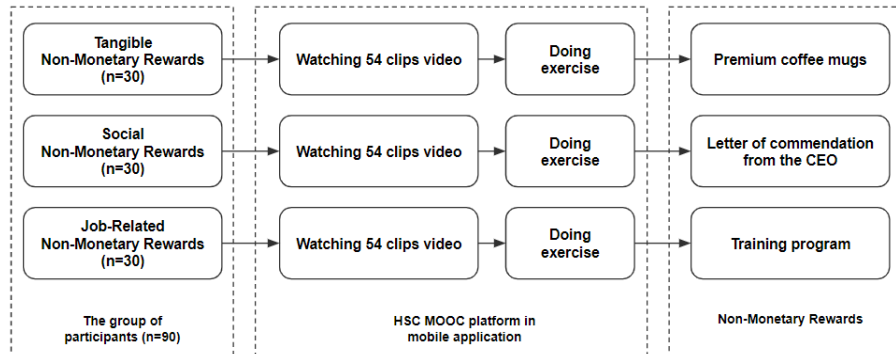 Tangible
Non-Monetary Rewards
(n=30)
Watching 54 clips video
Doing
exercise
Premium coffee mugs
Social
Non-Monetary Rewards
(n=30)
Watching 54 clips video
Doing
exercise
Letter of commendation
from the CEO
Job-Related
Non-Monetary Rewards
(n=30)
Watching 54 clips video
Doing
exercise
Training program
The group of
participants (n=90)
HSC MOOC platform in
mobile application
Non-Monetary Rewards